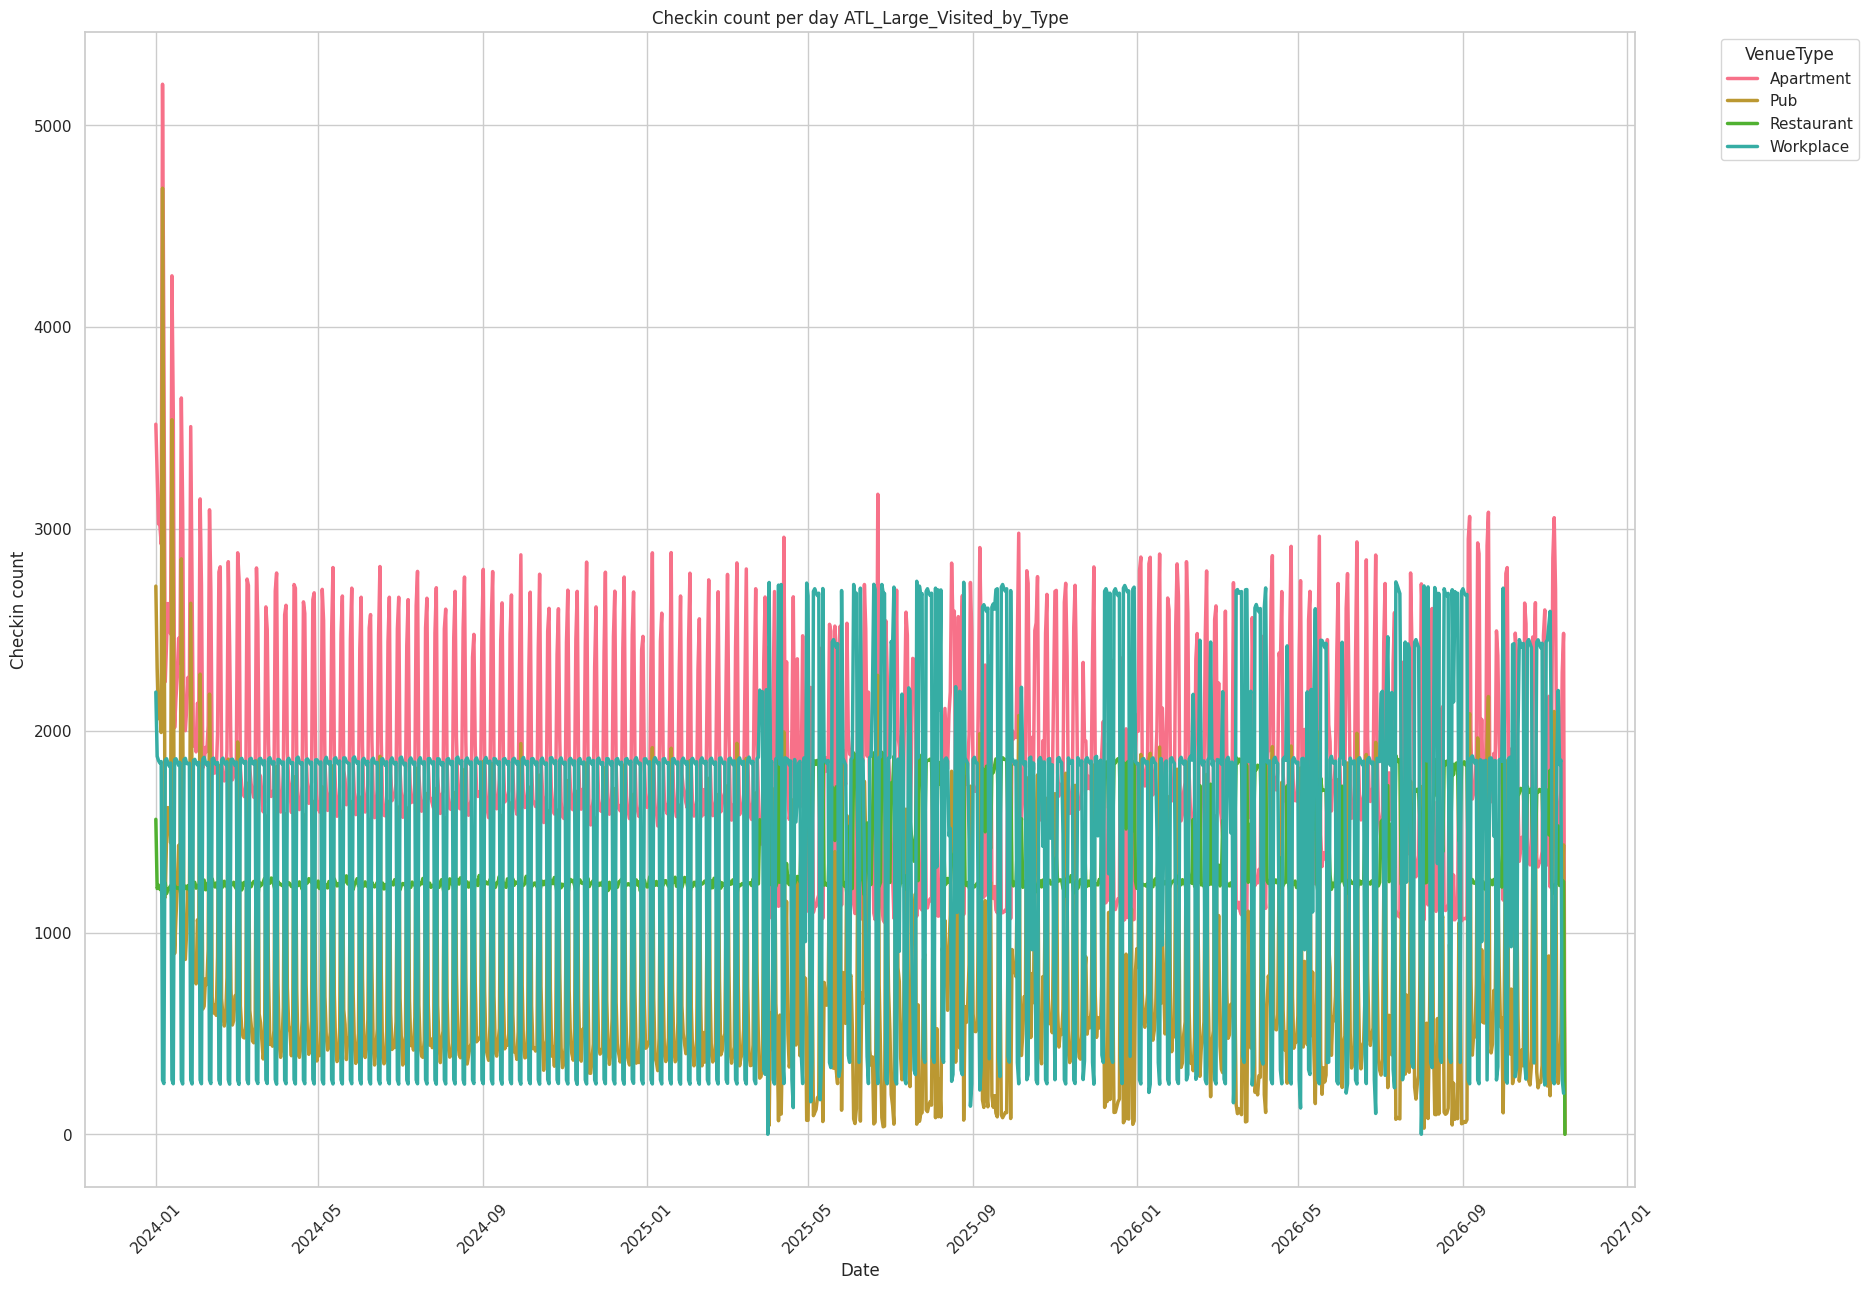 Checkin count per day ATL_Large_Visited_by_Type
VenueType
Apartment
Pub
Restaurant
Workplace
Checkin count
5000
4000
3000
2000
1000
0
2024-01
2024-05
2024-09
2025-01
2025-05
2025-09
2026-01
2026-05
2026-09
2027-01
Date